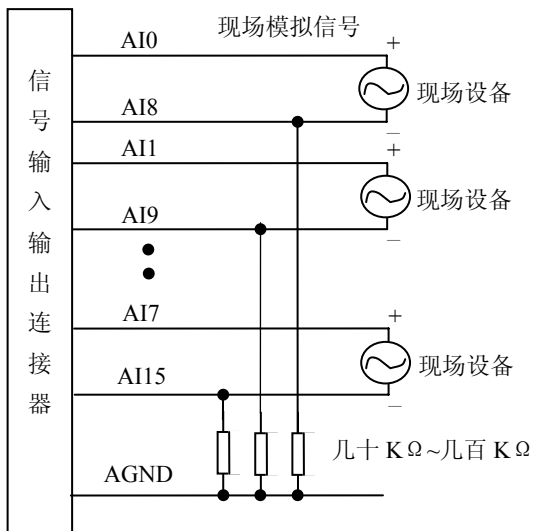 现场模拟信号
信号输入输出连接器
AI0
+
现场设备
AI8
−
AI1
+
现场设备
AI9
−
AI7
+
现场设备
AI15
−
几十 KΩ~几百 KΩ
AGND